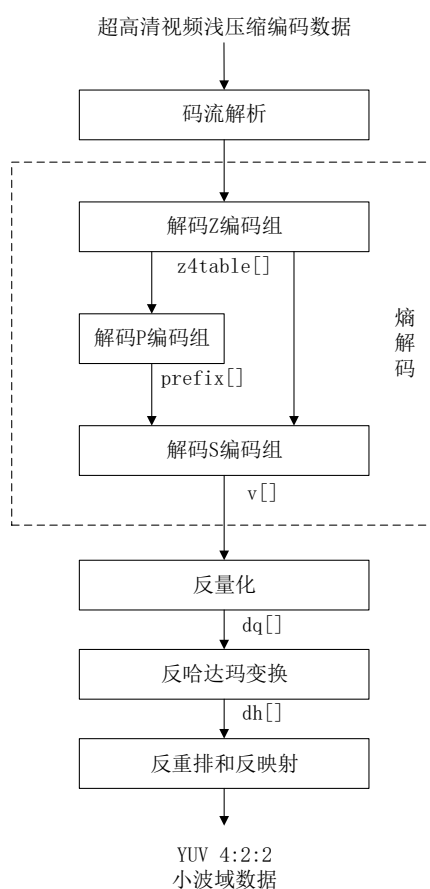 超高清视频浅压缩编码数据
码流解析
解码Z编码组
z4table[]
解码P编码组
熵
解
码
prefix[]
解码S编码组
v[]
反量化
dq[]
反哈达玛变换
dh[]
反重排和反映射
YUV 4:2:2
小波域数据